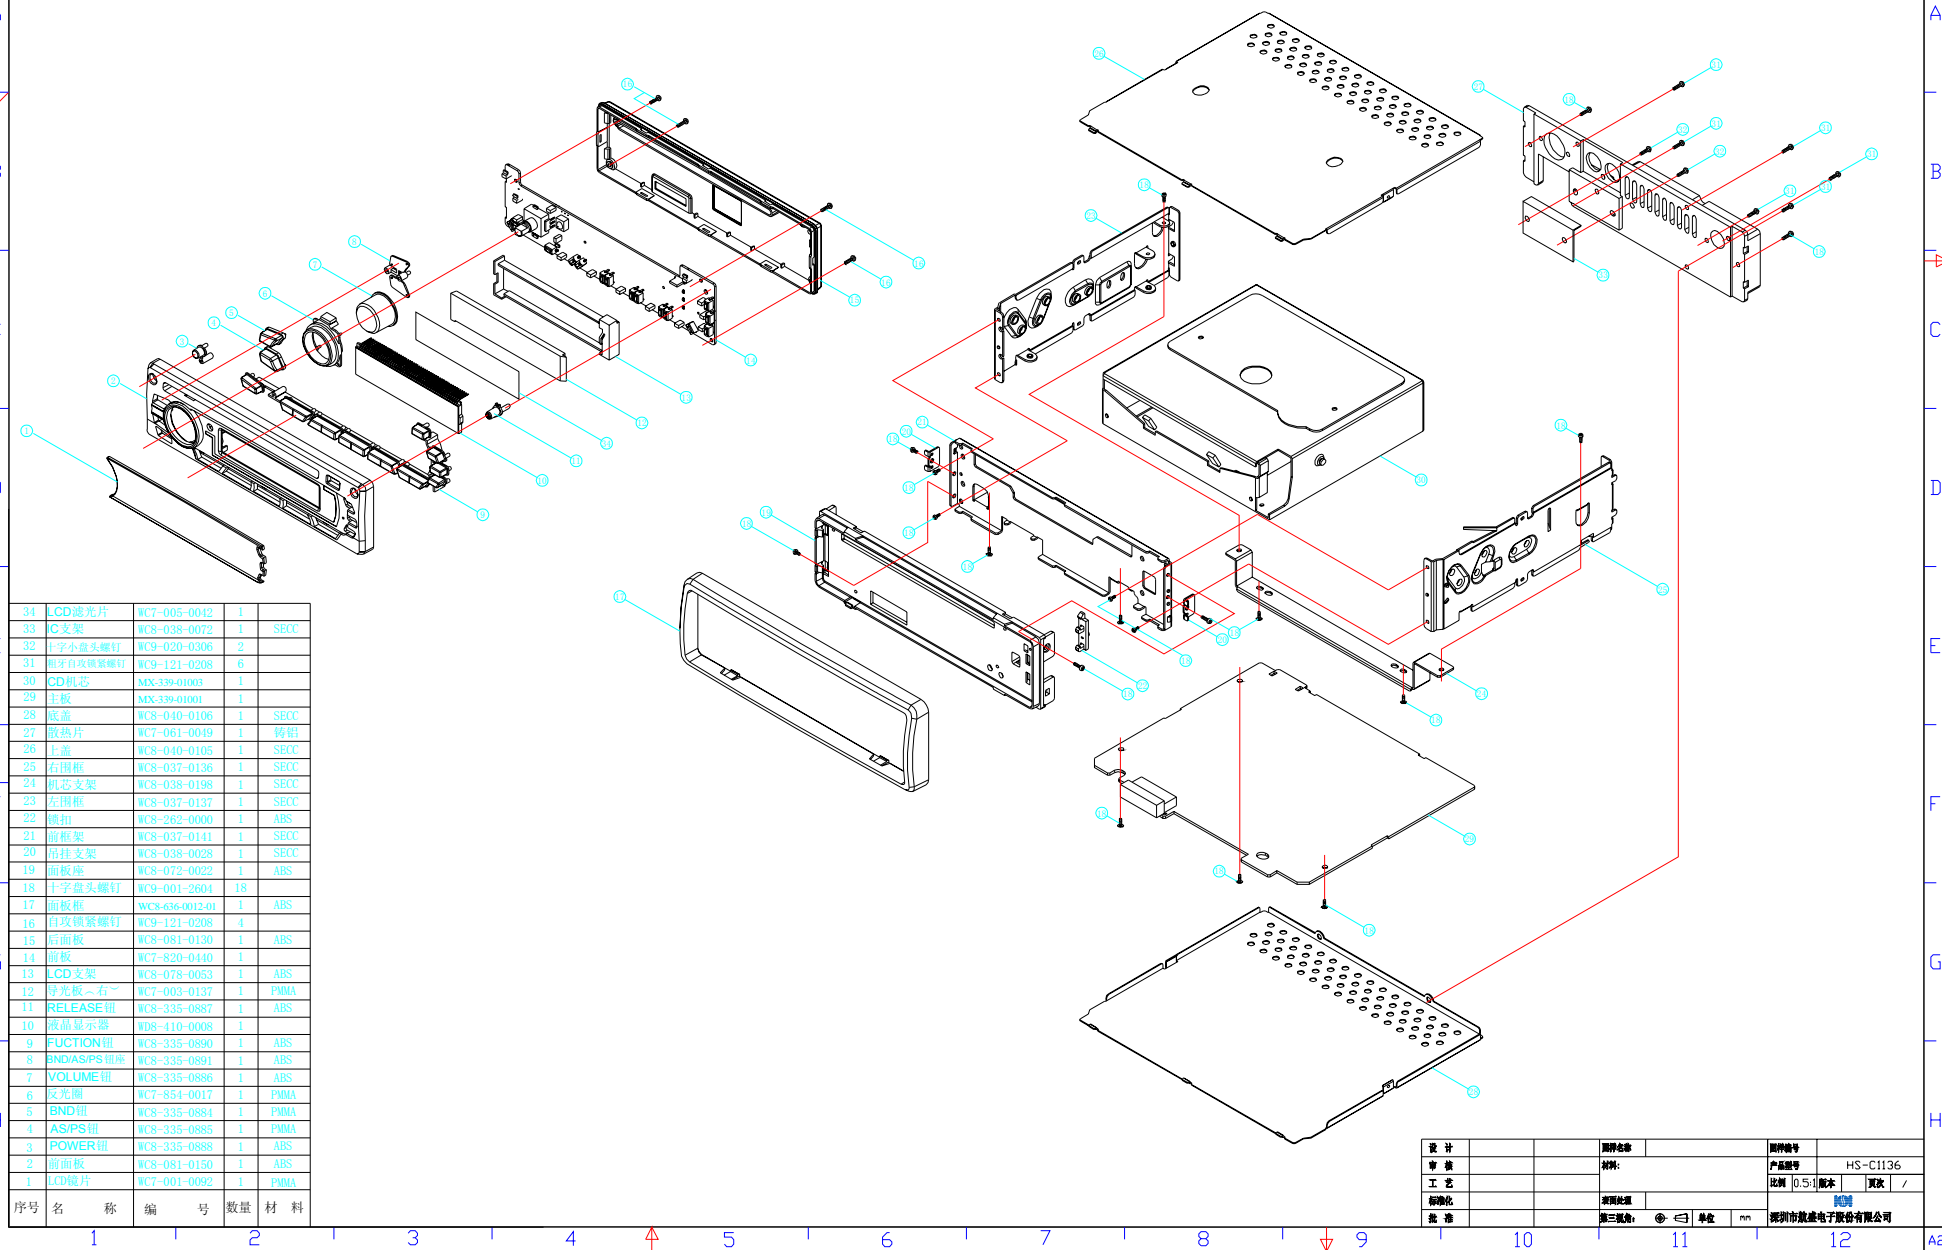 34 LCD滤光片 WC7-005-0042 1
33 IC支架 WC8-038-0072 1 SECC
32 十字小盘头螺钉 WC9-020-0306 2
31 自攻锁紧螺钉 WC9-121-0208 6
30 CD机芯 MX-339-01003 1
29 主板 MX-339-01001 1
28 底盖 WC8-040-0106 1 SECC
27 散热片 WC7-061-0049 1 铸铝
26 上盖 WC8-040-0105 1 SECC
25 右围框 WC8-037-0136 1 SECC
24 机芯支架 WC8-038-0198 1 SECC
23 左围框 WC8-037-0137 1 SECC
22 锁扣 WC8-262-0000 1 ABS
21 前框架 WC8-037-0141 1 SECC
20 吊挂支架 WC8-038-0028 1 SECC
19 面板座 WC8-072-0022 1 ABS
18 十字盘头螺钉 WC9-001-2604 18
17 面板框 WC8-636-0012-01 1 ABS
16 自攻锁紧螺钉 WC9-121-0208 4
15 后面板 WC8-081-0130 1 ABS
14 前板 WC7-820-0440 1
13 LCD支架 WC8-078-0053 1 ABS
12 导光板(右) WC7-003-0137 1 PMMA
11 RELEASE钮 WC8-335-0887 1 ABS
10 液晶显示器 WD8-410-0008 1
9 FUCTION钮 WC8-335-0890 1 ABS
8 BND/AS/PS钮座 WC8-335-0891 1 ABS
7 VOLUME钮 WC8-335-0886 1 ABS
6 反光圈 WC7-854-0017 1 PMMA
5 BND钮 WC8-335-0884 1 PMMA
4 AS/PS钮 WC8-335-0885 1 PMMA
3 POWER钮 WC8-335-0888 1 ABS
2 前面板 WC8-081-0150 1 ABS
1 LCD镜片 WC7-001-0092 1 PMMA
序号 名 称 编 号 数量 材 料
设 计 图样名称 图样编号
审 核 材料: 产品型号 HS-C1136
工 艺 比例 0.5:1 版本 页次 /
标准化 表面处理
批 准 第三视角: 单位 mm 深圳市航盛电子股份有限公司
1 2 3 4 5 6 7 8 9 10 11 12 A2
A
B
C
D
E
F
G
H